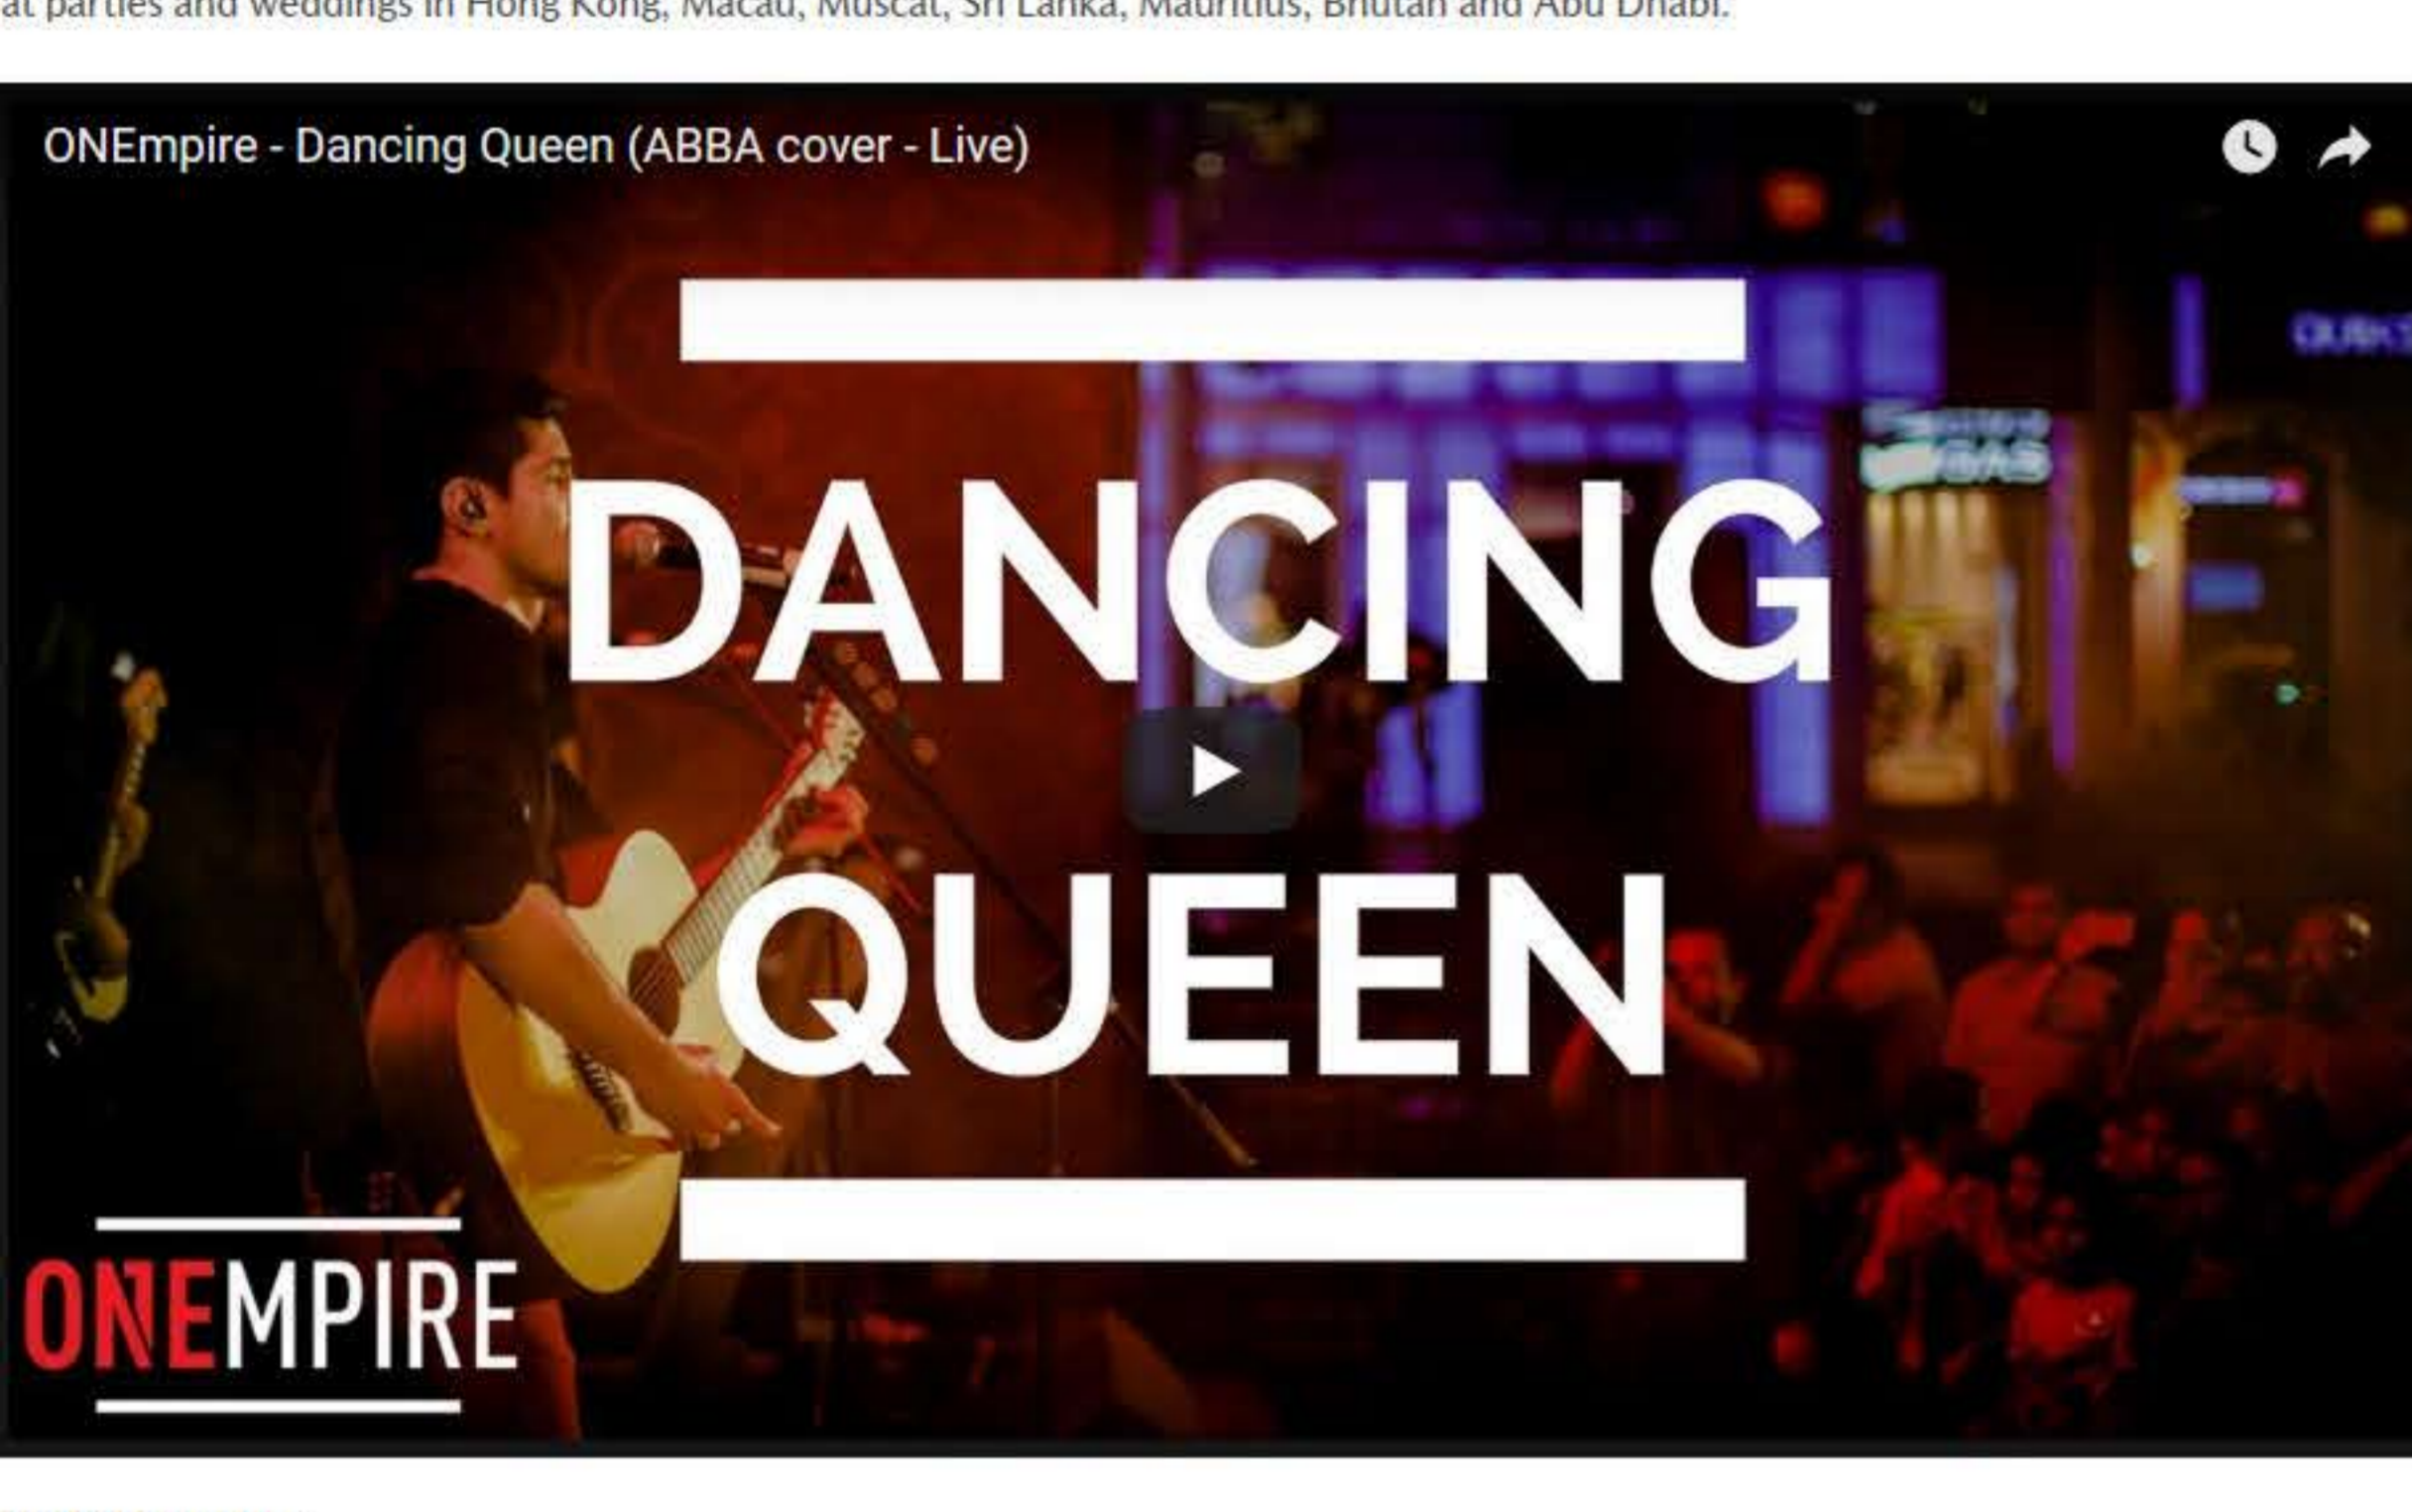 at parties and weddings in Hong Kong, Macau, Muscat, Sri Lanka, Mauritius, Bhutan and Abu Dhabi.
ONEmpire - Dancing Queen (ABBA cover - Live)
DANCING
QUEEN
ONEMPIRE